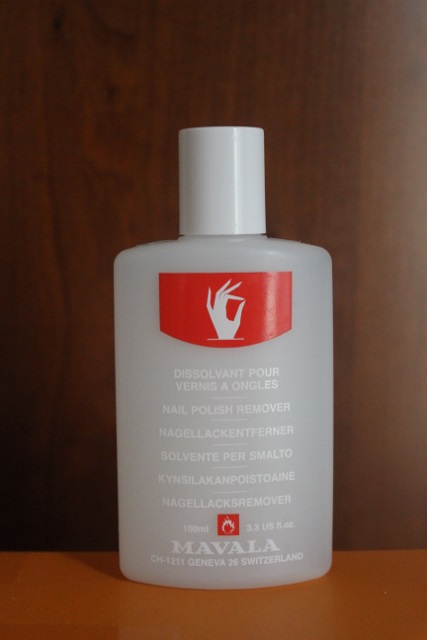 DISSOLVANT POUR
VERNIS A ONGLES
NAIL POLISH REMOVER
NAGELLACKENTFERNER
SOLVENTE PER SMALTO
KYNSILAKANPOISTOAINE
NAGELLACKSREMOVER
100ml 3.3 US fl.oz.
MAVALA
CH-1211 GENEVA 26 SWITZERLAND